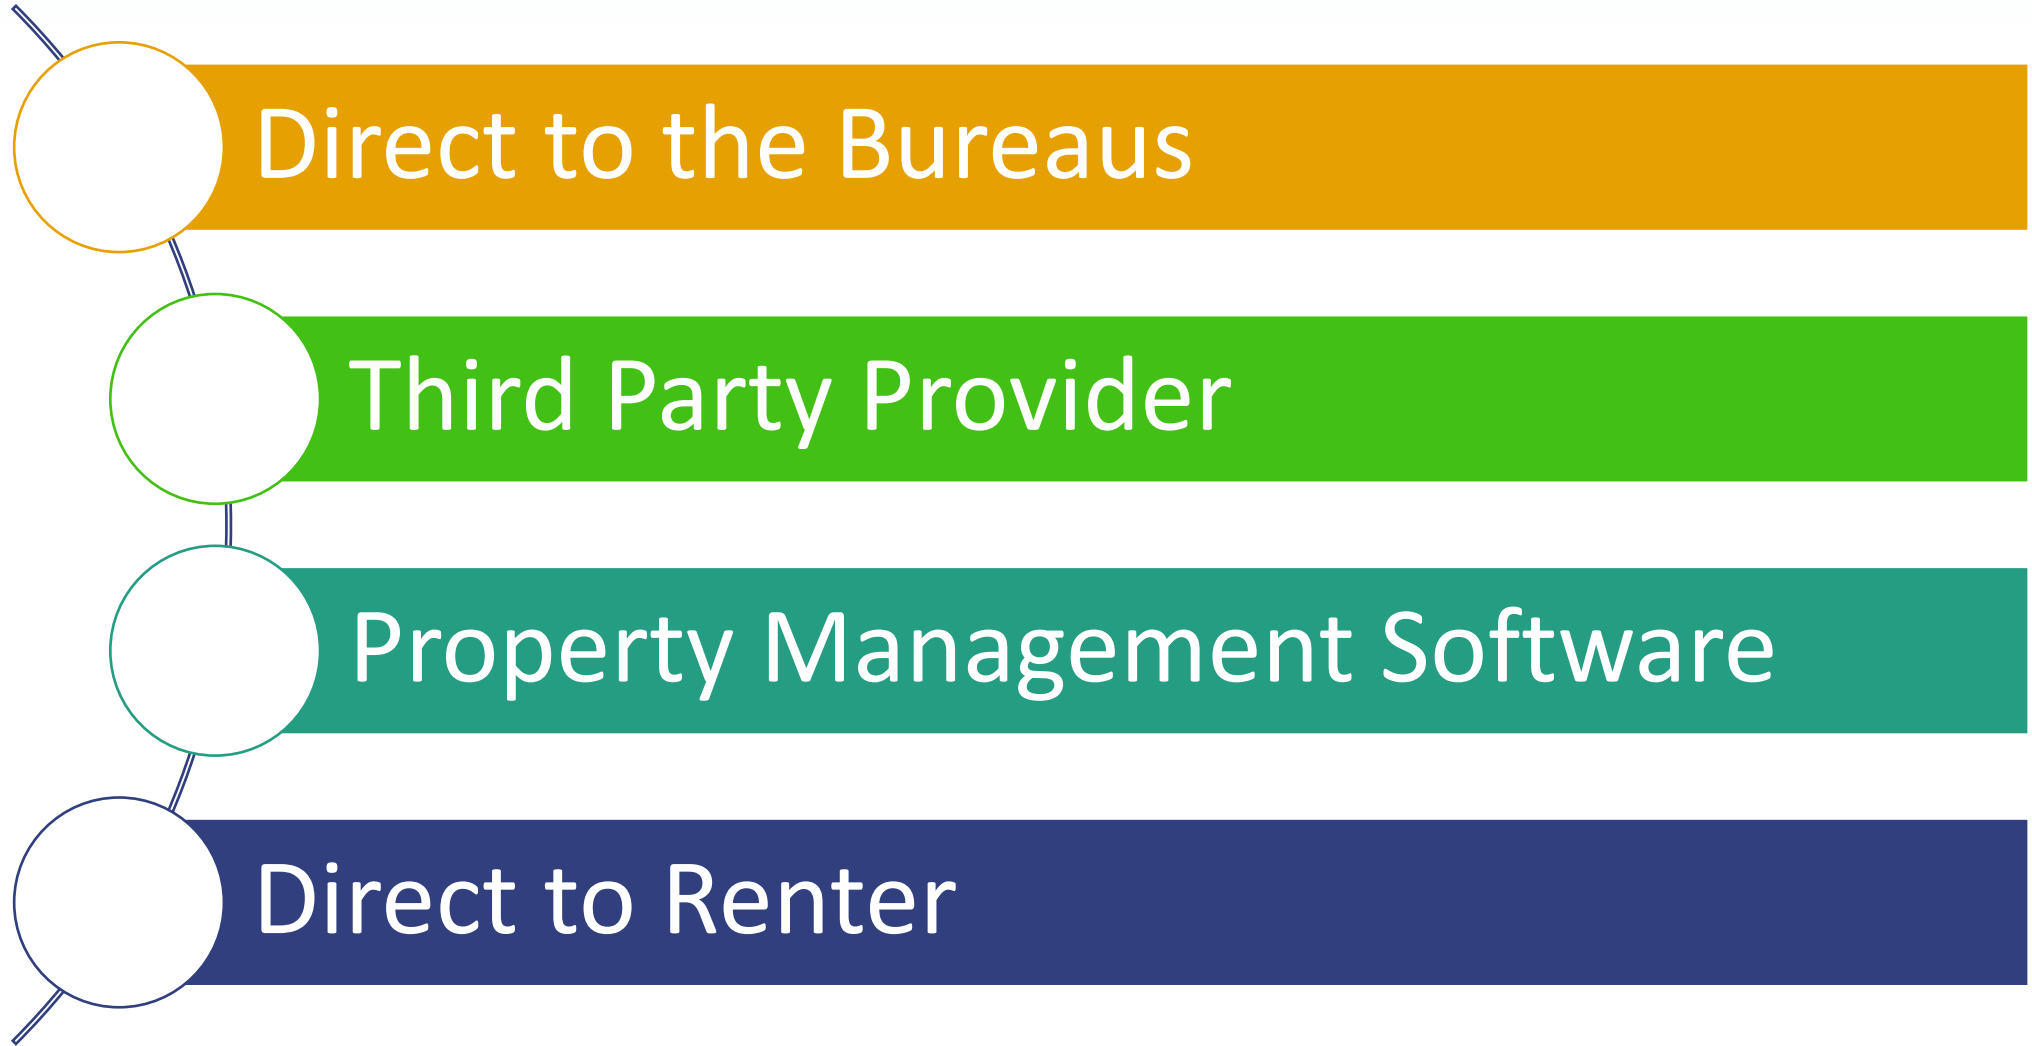 Direct to the Bureaus
Third Party Provider
Property Management Software
Direct to Renter